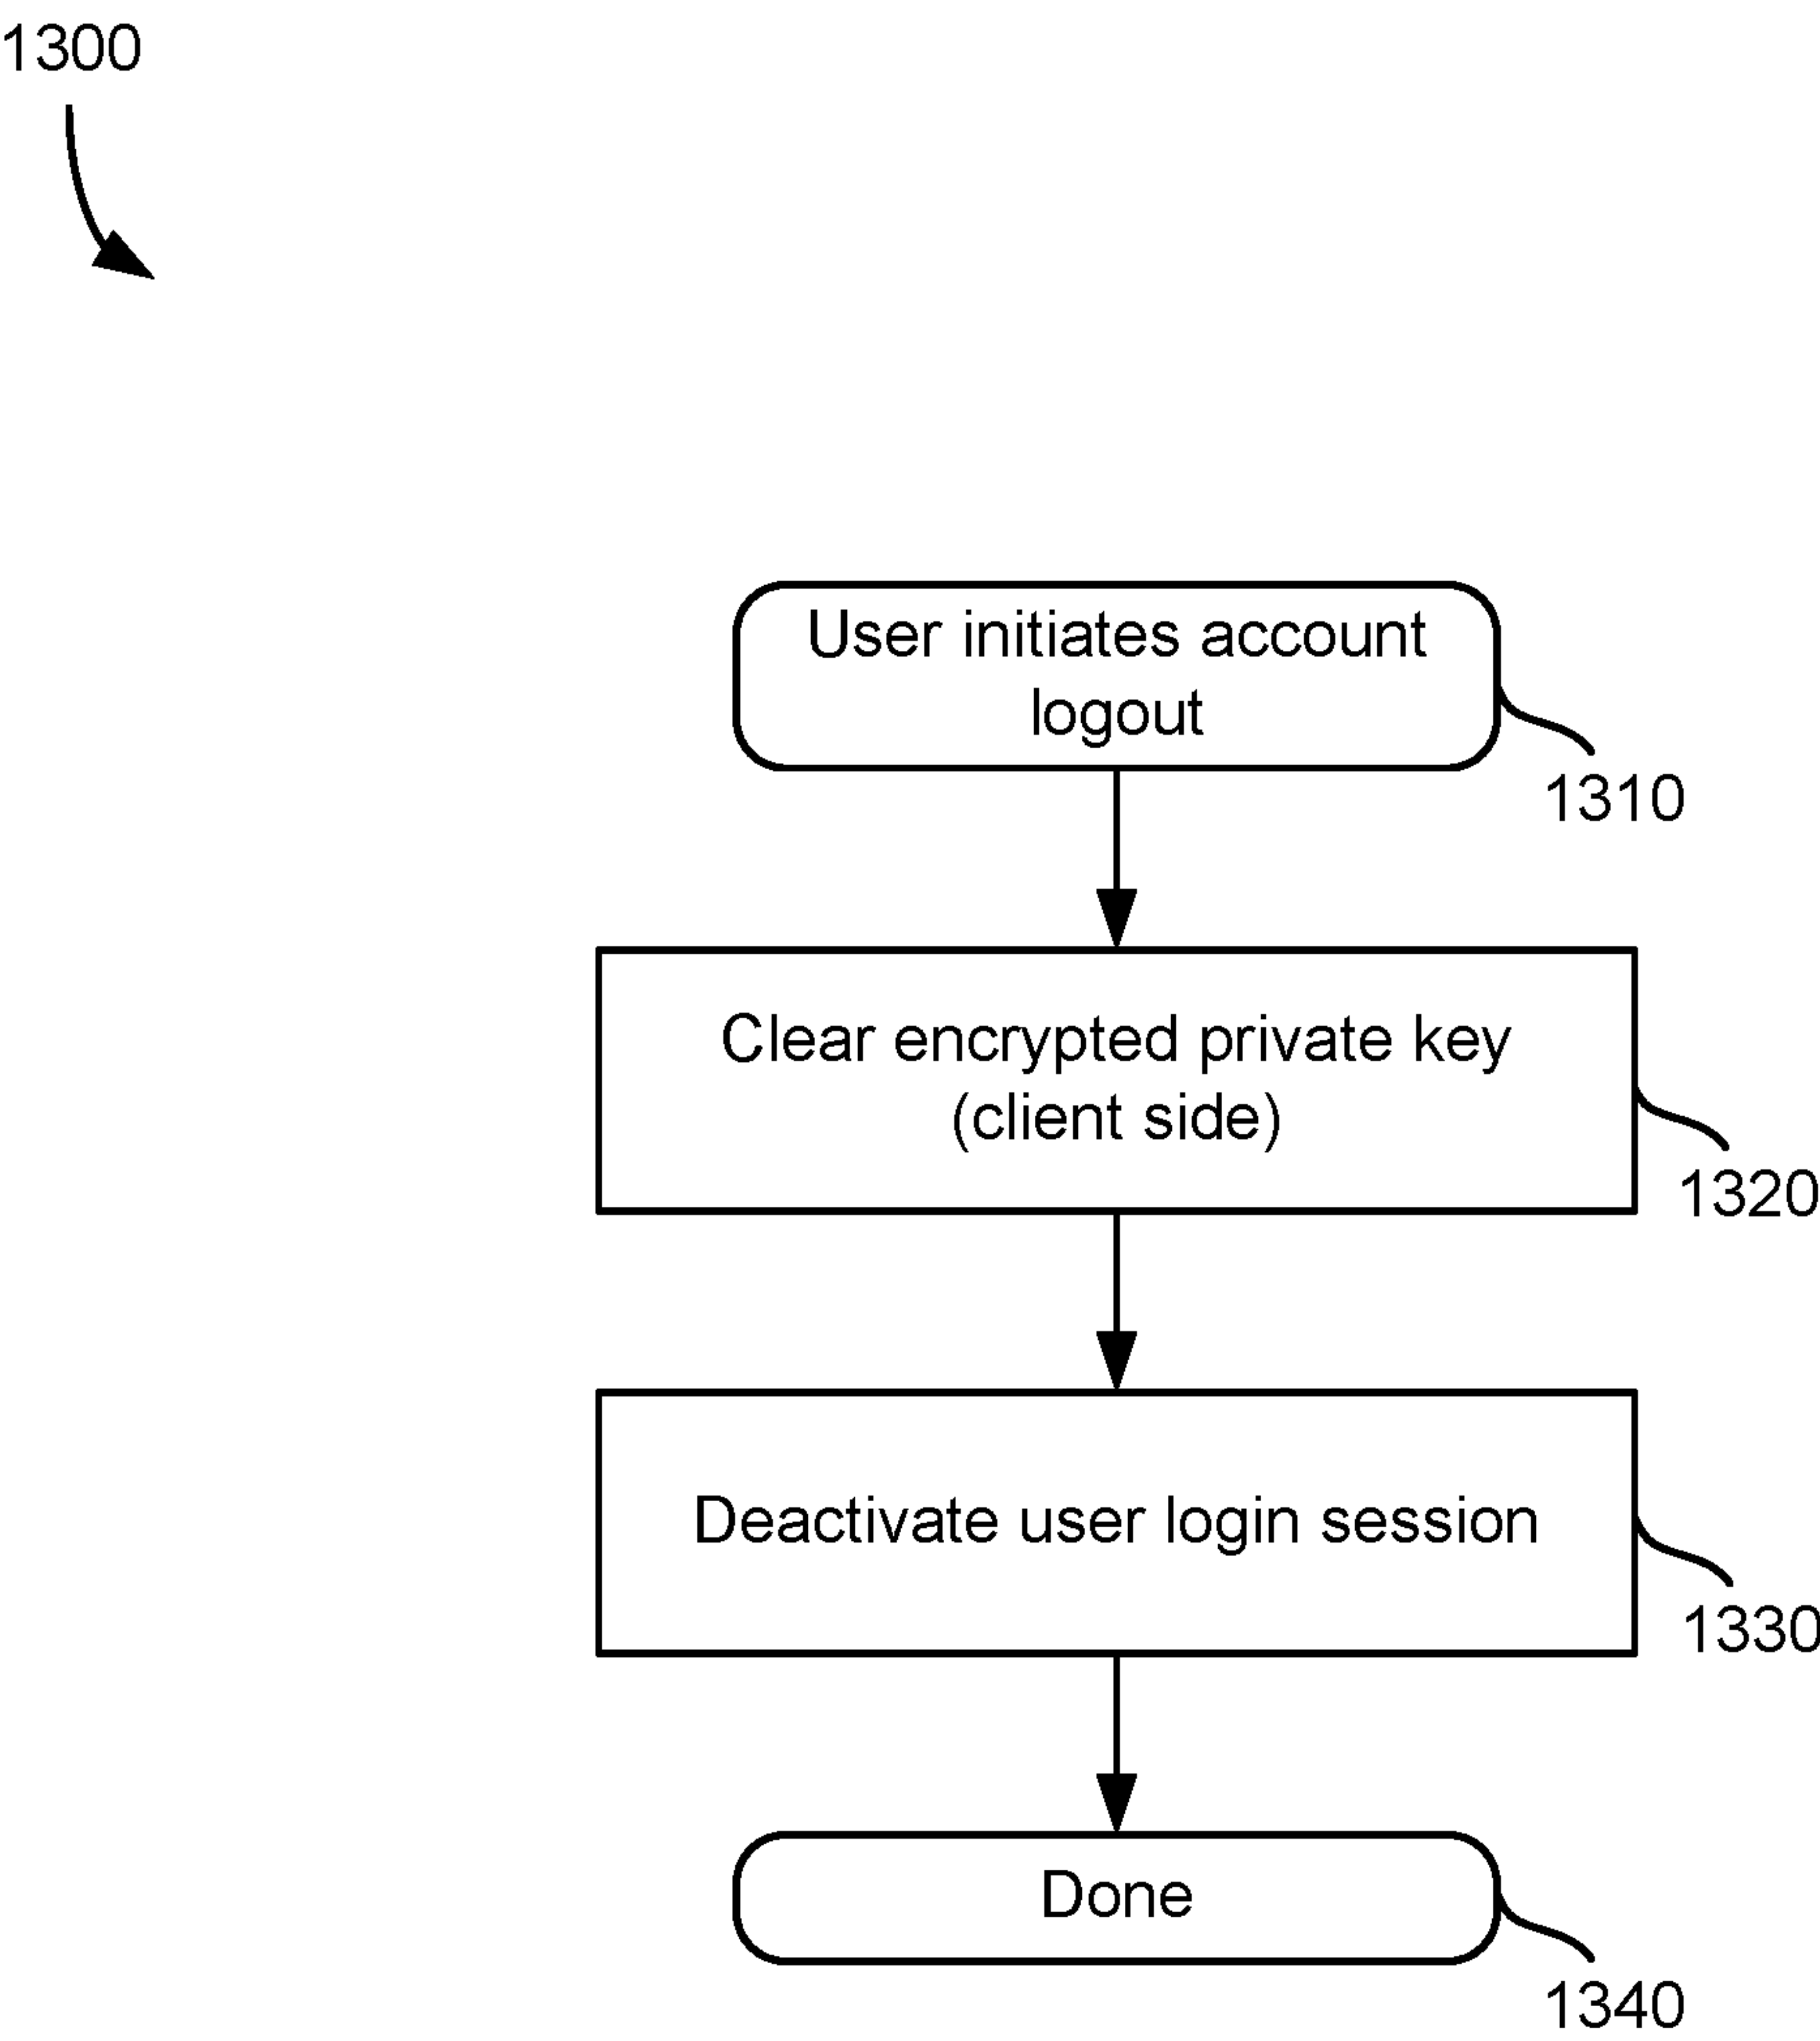 1300
User initiates account
logout
1310
Clear encrypted private key
(client side)
1320
Deactivate user login session
1330
Done
1340